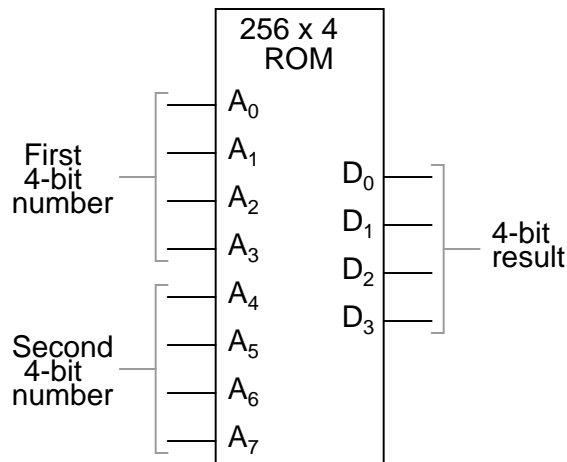 256 x 4
ROM
First
4-bit
number
A0
A1
A2
A3
Second
4-bit
number
A4
A5
A6
A7
D0
D1
D2
D3
4-bit
result